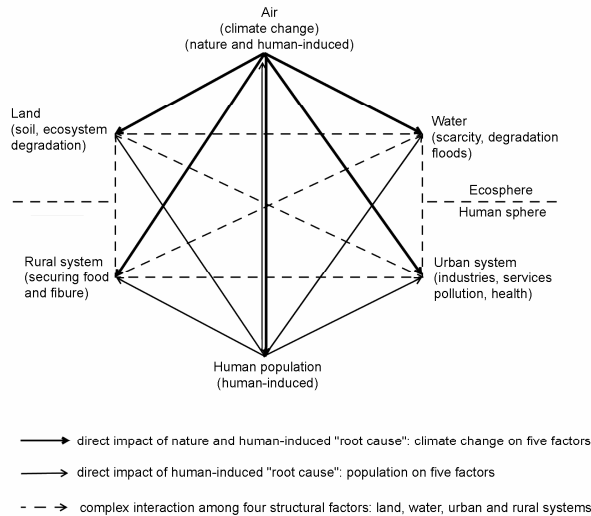 Air
(climate change)
(nature and human-induced)
Land
(soil, ecosystem
degradation)
Water
(scarcity, degradation
floods)
Ecosphere
Human sphere
Rural system
(securing food
and fibure)
Urban system
(industries, services
pollution, health)
Human population
(human-induced)
direct impact of nature and human-induced "root cause": climate change on five factors
direct impact of human-induced "root cause": population on five factors
complex interaction among four structural factors: land, water, urban and rural systems